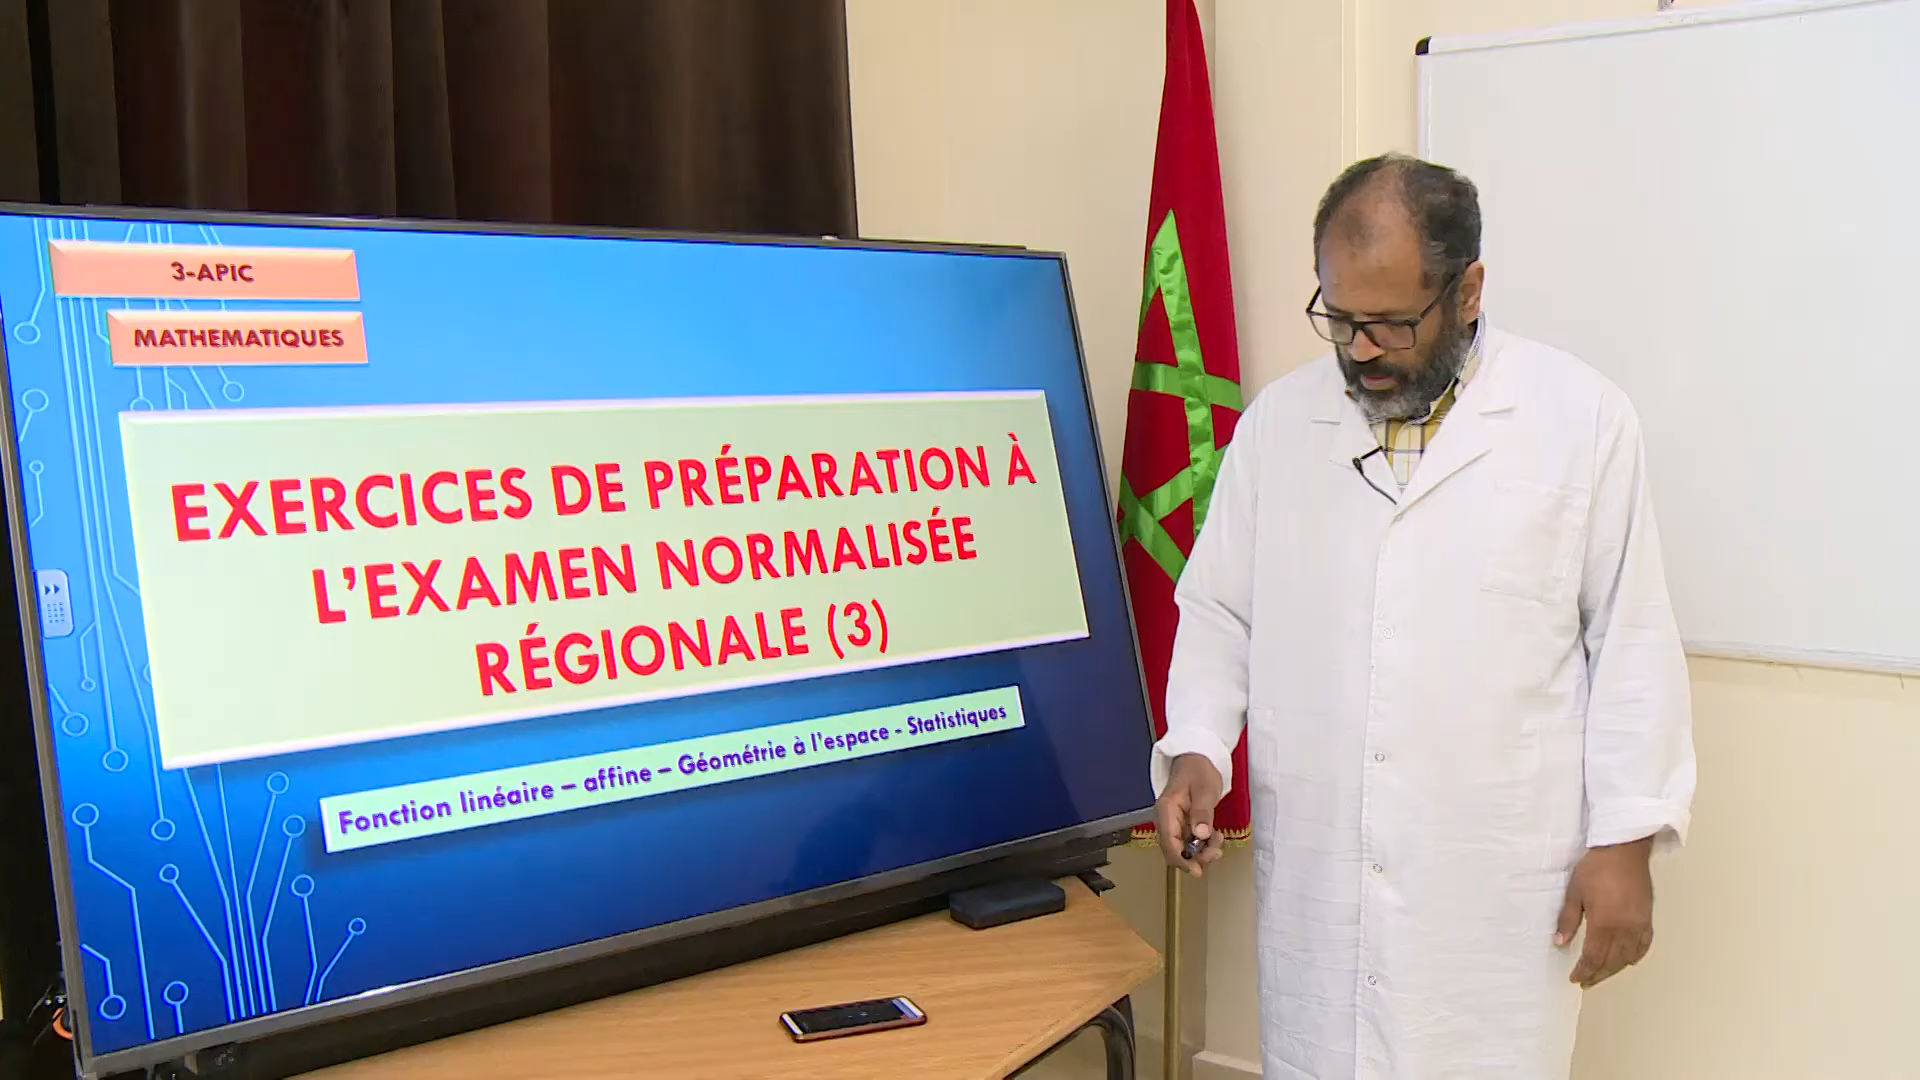 3-APIC
MATHEMATIQUES
EXERCICES DE PRÉPARATION À
L'EXAMEN NORMALISÉE
RÉGIONALE (3)
Fonction linéaire – affine – Géométrie à l'espace - Statistiques